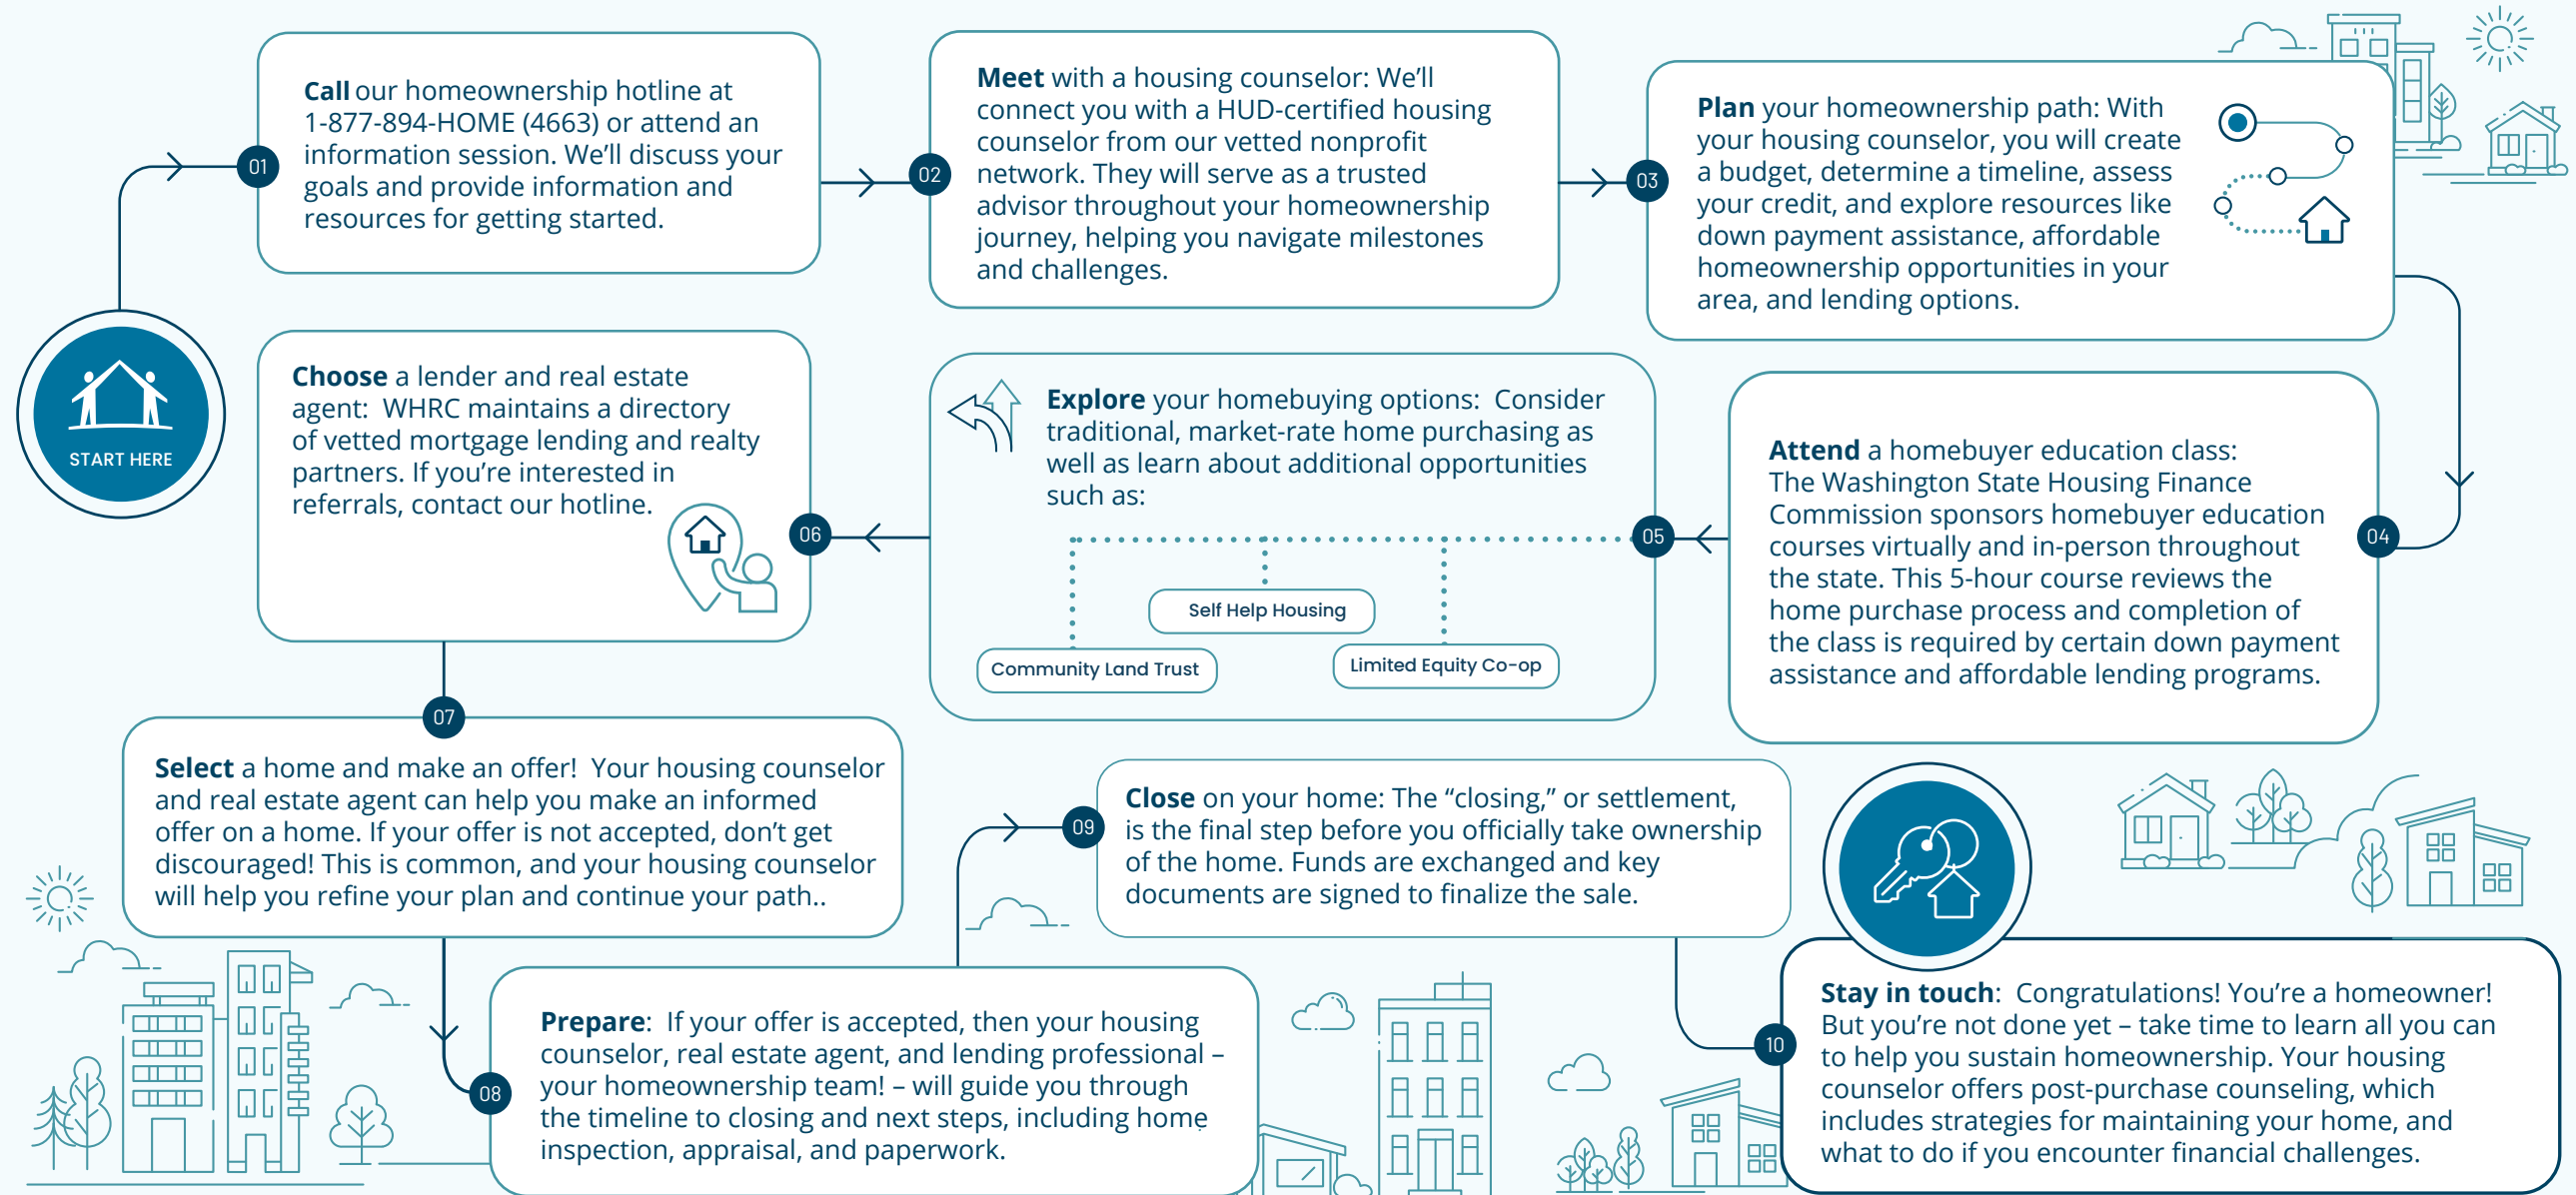 START HERE
01
Call our homeownership hotline at
1-877-894-HOME (4663) or attend an
information session. We’ll discuss your
goals and provide information and
resources for getting started.
02
Meet with a housing counselor: We’ll
connect you with a HUD-certified housing
counselor from our vetted nonprofit
network. They will serve as a trusted
advisor throughout your homeownership
journey, helping you navigate milestones
and challenges.
03
Plan your homeownership path: With
your housing counselor, you will create
a budget, determine a timeline, assess
your credit, and explore resources like
down payment assistance, affordable
homeownership opportunities in your
area, and lending options.
04
Attend a homebuyer education class:
The Washington State Housing Finance
Commission sponsors homebuyer education
courses virtually and in-person throughout
the state. This 5-hour course reviews the
home purchase process and completion of
the class is required by certain down payment
assistance and affordable lending programs.
05
Explore your homebuying options:  Consider
traditional, market-rate home purchasing as
well as learn about additional opportunities
such as:
Community Land Trust
Self Help Housing
Limited Equity Co-op
06
Choose a lender and real estate
agent:  WHRC maintains a directory
of vetted mortgage lending and realty
partners. If you’re interested in
referrals, contact our hotline.
07
Select a home and make an offer!  Your housing counselor
and real estate agent can help you make an informed
offer on a home. If your offer is not accepted, don’t get
discouraged! This is common, and your housing counselor
will help you refine your plan and continue your path..
08
Prepare:  If your offer is accepted, then your housing
counselor, real estate agent, and lending professional –
your homeownership team! – will guide you through
the timeline to closing and next steps, including home
inspection, appraisal, and paperwork.
09
Close on your home: The “closing,” or settlement,
is the final step before you officially take ownership
of the home. Funds are exchanged and key
documents are signed to finalize the sale.
10
Stay in touch:  Congratulations! You’re a homeowner!
But you’re not done yet – take time to learn all you can
to help you sustain homeownership. Your housing
counselor offers post-purchase counseling, which
includes strategies for maintaining your home, and
what to do if you encounter financial challenges.